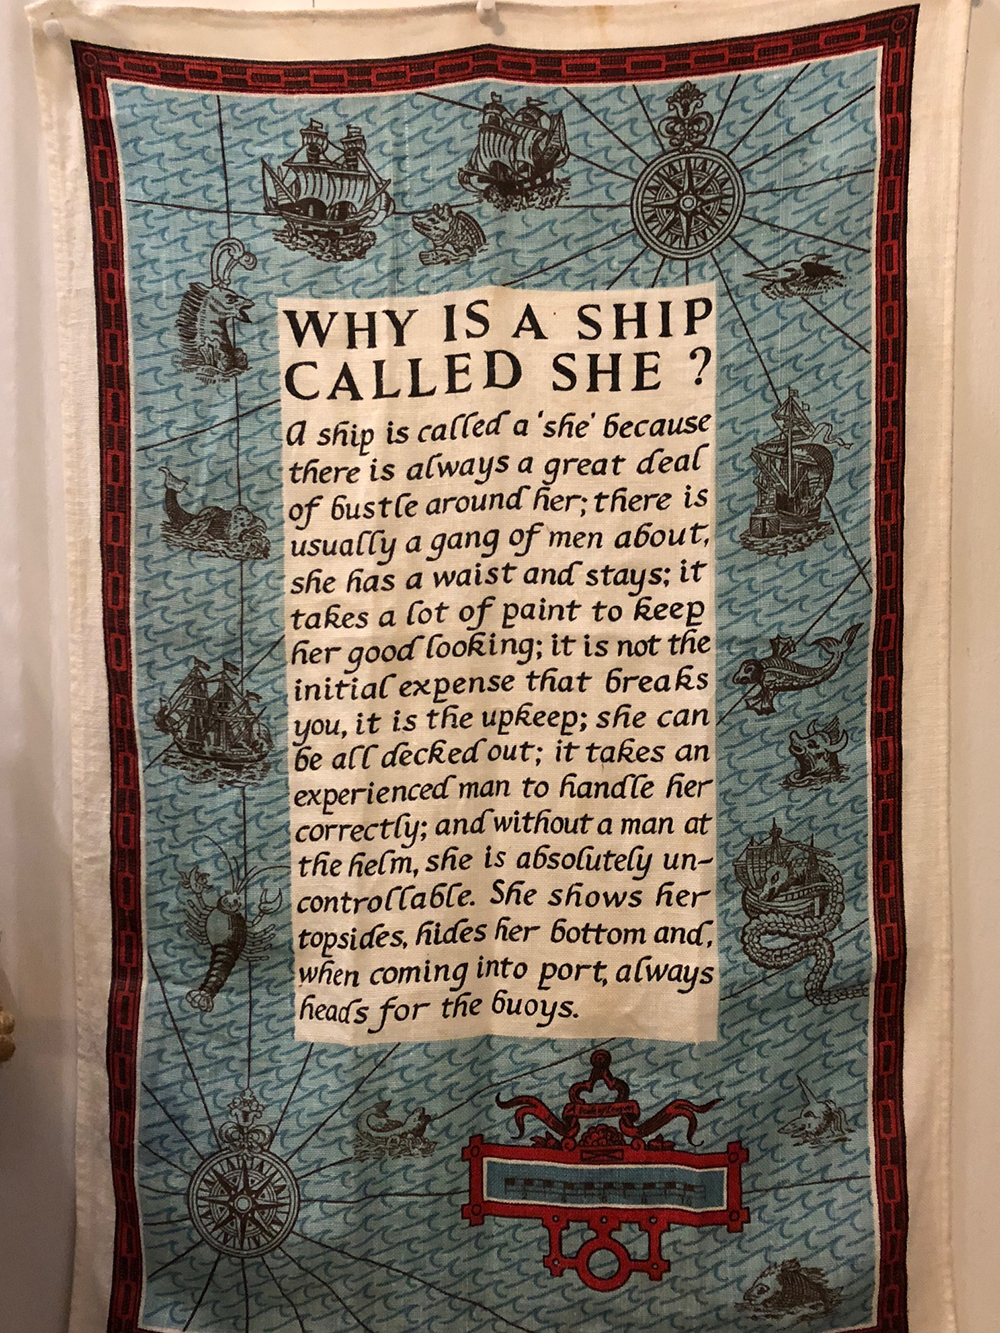 WHY IS A SHIP
CALLED SHE ?
A ship is called a 'she' because
there is always a great deal
of bustle around her; there is
usually a gang of men about,
she has a waist and stays; it
takes a lot of paint to keep
her good looking; it is not the
initial expense that breaks
you, it is the upkeep; she can
be all decked out; it takes an
experienced man to handle her
correctly; and without a man at
the helm, she is absolutely un-
controllable. She shows her
topsides, hides her bottom and,
when coming into port, always
heads for the buoys.